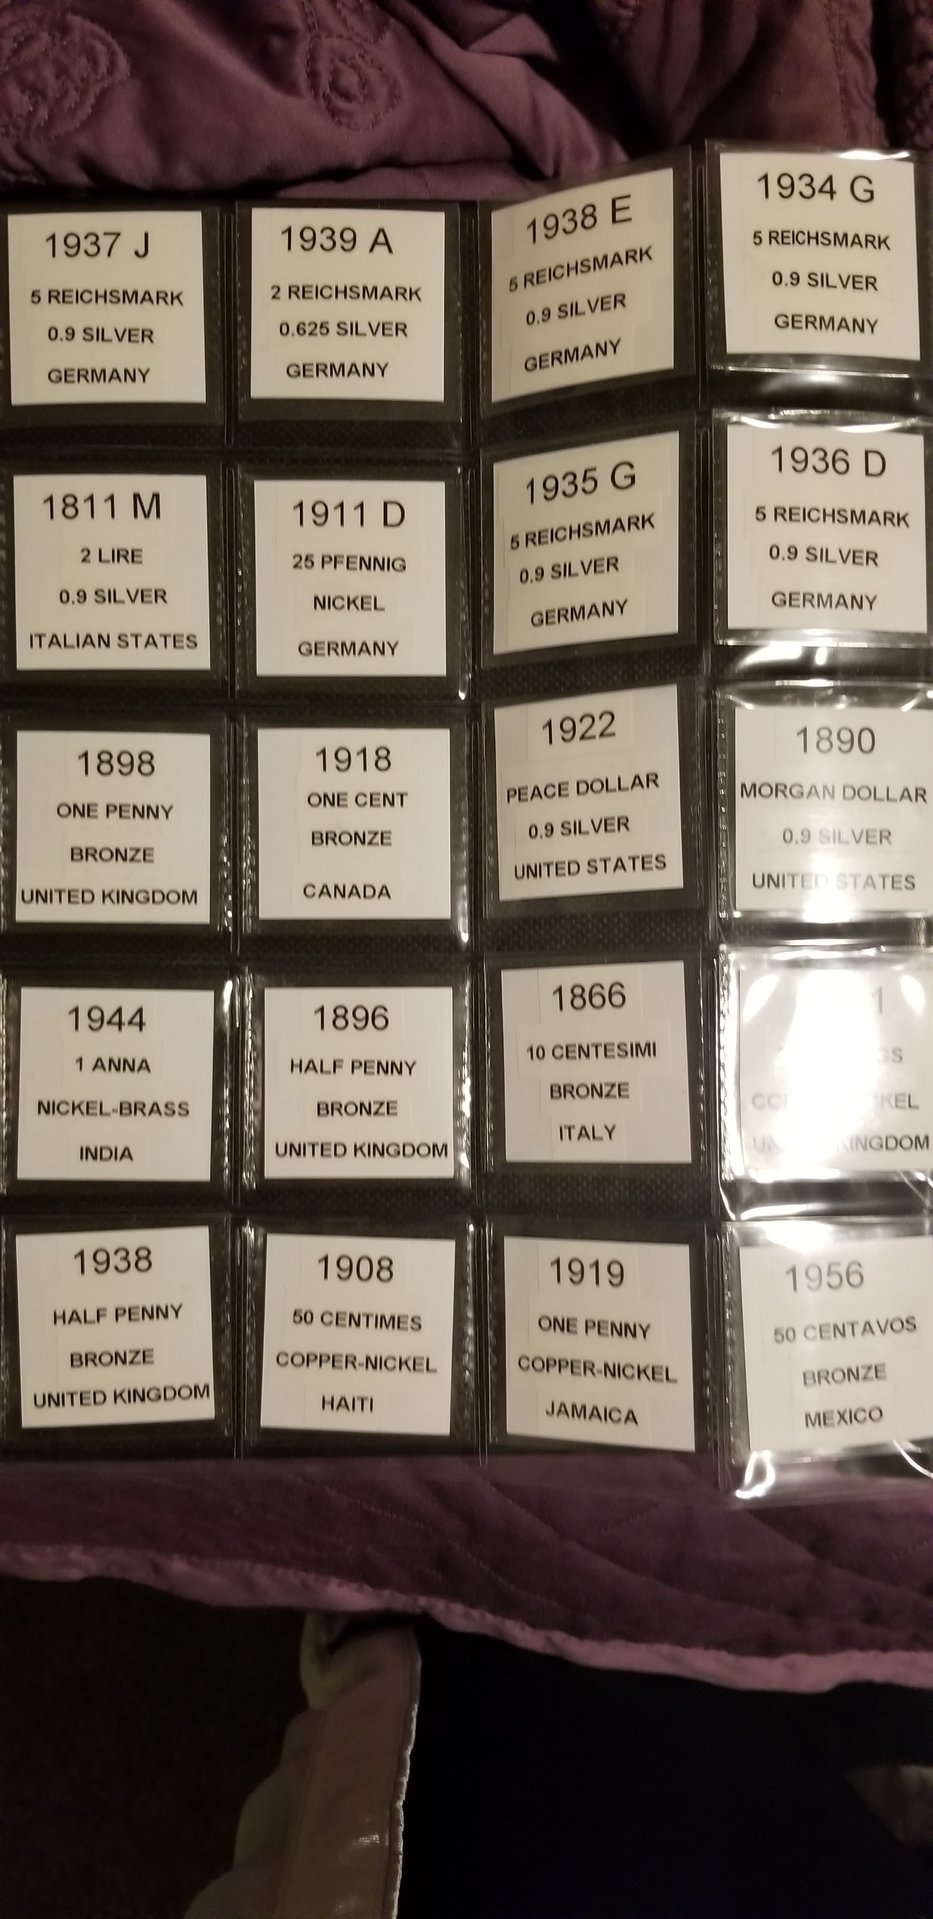 1937 J
5 REICHSMARK
0.9 SILVER
GERMANY
1939 A
2 REICHSMARK
0.625 SILVER
GERMANY
1938 E
5 REICHSMARK
0.9 SILVER
GERMANY
1934 G
5 REICHSMARK
0.9 SILVER
GERMANY
1811 M
2 LIRE
0.9 SILVER
ITALIAN STATES
1911 D
25 PFENNIG
NICKEL
GERMANY
1935 G
5 REICHSMARK
0.9 SILVER
GERMANY
1936 D
5 REICHSMARK
0.9 SILVER
GERMANY
1898
ONE PENNY
BRONZE
UNITED KINGDOM
1918
ONE CENT
BRONZE
CANADA
1922
PEACE DOLLAR
0.9 SILVER
UNITED STATES
1890
MORGAN DOLLAR
0.9 SILVER
UNITED STATES
1944
1 ANNA
NICKEL-BRASS
INDIA
1896
HALF PENNY
BRONZE
UNITED KINGDOM
1866
10 CENTESIMI
BRONZE
ITALY
KINGDOM
1938
HALF PENNY
BRONZE
UNITED KINGDOM
1908
50 CENTIMES
COPPER-NICKEL
HAITI
1919
ONE PENNY
COPPER-NICKEL
JAMAICA
1956
50 CENTAVOS
BRONZE
MEXICO